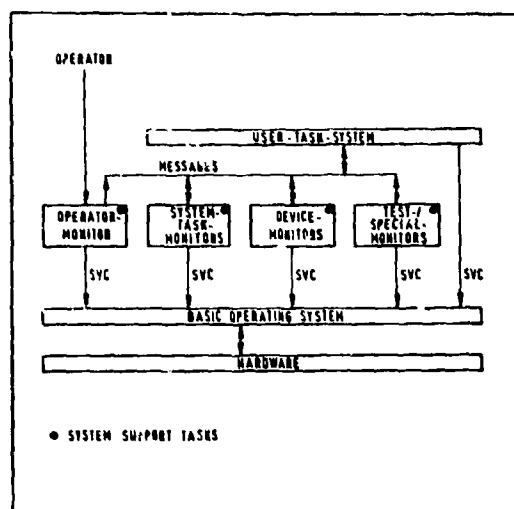 OPERATOR
USER-TASK-SYSTEM
MESSAGES
OPERATOR-
MONITOR
SYSTEM-
TASK-
MONITORS
DEVICE-
MONITORS
TEST-/
SPECIAL-
MONITORS
SVC
SVC
SVC
SVC
SVC
BASIC OPERATING SYSTEM
HARDWARE
● SYSTEM SUPPORT TASKS